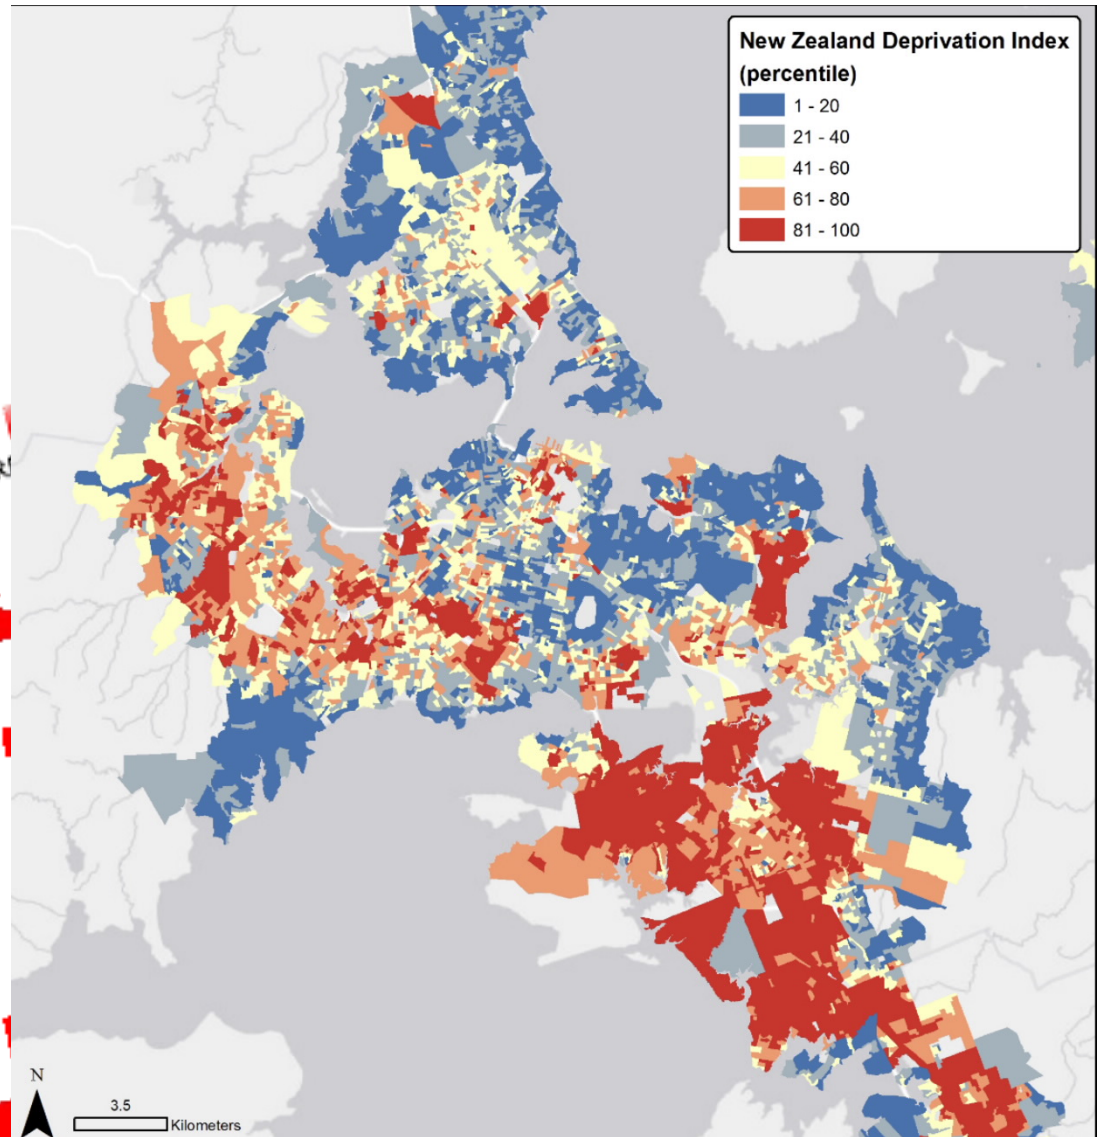 New Zealand Deprivation Index
(percentile)
1 - 20
21 - 40
41 - 60
61 - 80
81 - 100
N
3.5
Kilometers